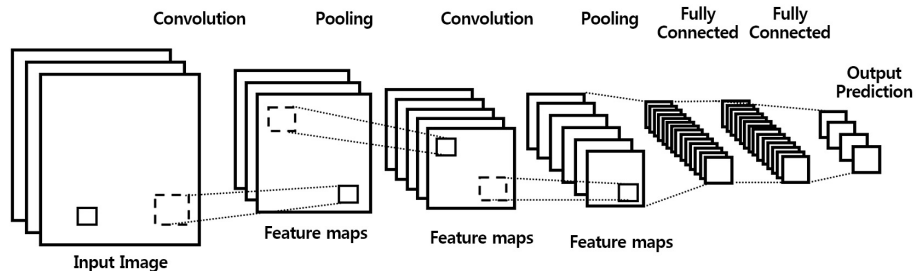 Convolution
Pooling
Convolution
Pooling
Fully
Connected
Fully
Connected
Output
Prediction
Feature maps
Feature maps
Feature maps
Input Image